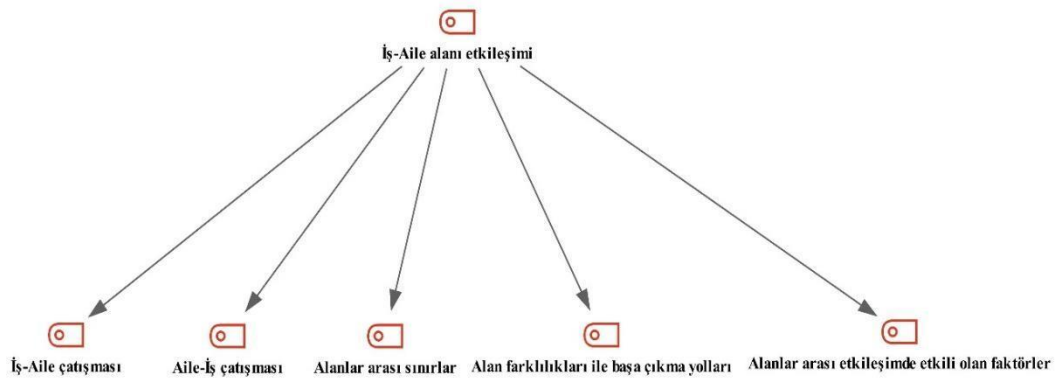 İş-Aile alanı etkileşimi
İş-Aile çatışması
Aile-İş çatışması
Alanlar arası sınırlar
Alan farklılıkları ile başa çıkma yolları
Alanlar arası etkileşimde etkili olan faktörler